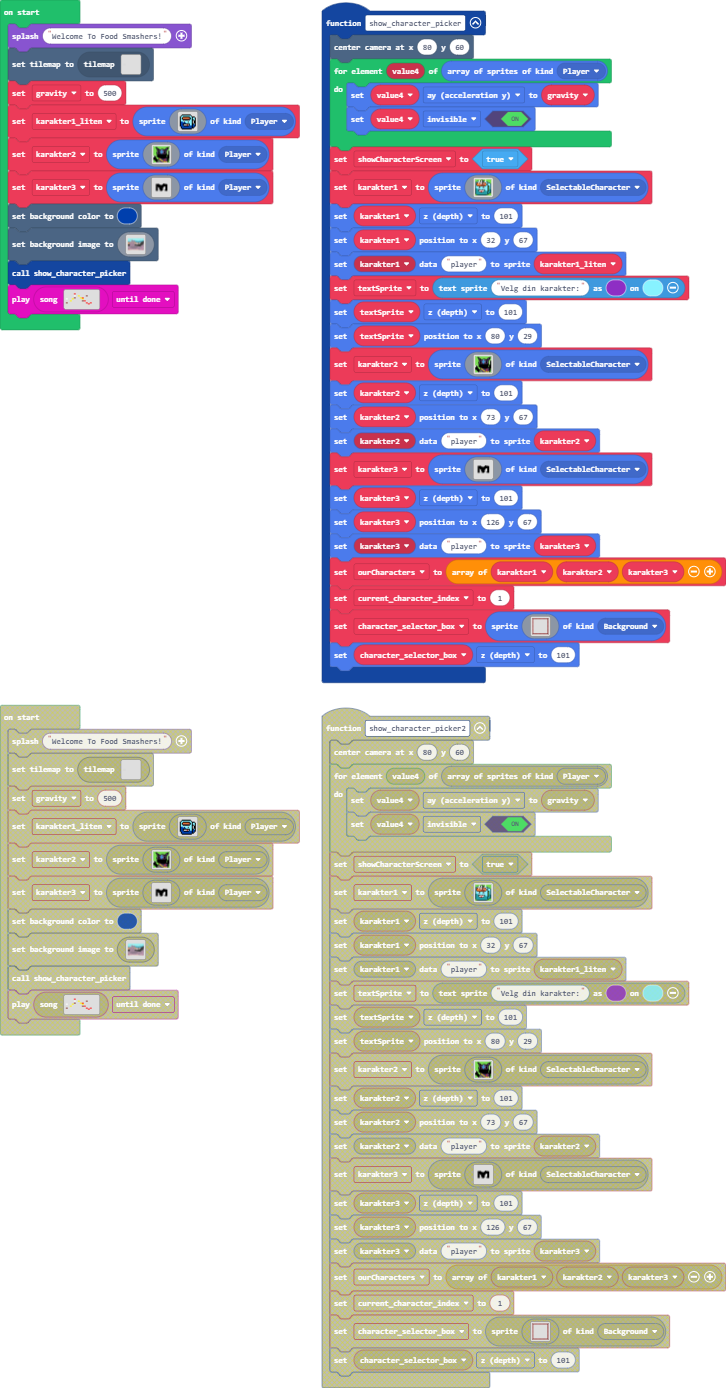 on start
splash "Welcome To Food Smashers!"
set tilemap to tilemap
set gravity to 500
set karakter1_liten to sprite of kind Player
set karakter2 to sprite of kind Player
set karakter3 to sprite of kind Player
set background color to
set background image to
call show_character_picker
play song until done
function show_character_picker
center camera at x 80 y 60
for element value4 of array of sprites of kind Player
do
set value4 ay (acceleration y) to gravity
set value4 invisible ON
set showCharacterScreen to true
set karakter1 to sprite of kind SelectableCharacter
set karakter1 z (depth) to 101
set karakter1 position to x 32 y 67
set karakter1 data "player" to sprite karakter1_liten
set textSprite to text sprite "Velg din karakter:" as on
set textSprite z (depth) to 101
set textSprite position to x 80 y 29
set karakter2 to sprite of kind SelectableCharacter
set karakter2 z (depth) to 101
set karakter2 position to x 73 y 67
set karakter2 data "player" to sprite karakter2
set karakter3 to sprite of kind SelectableCharacter
set karakter3 z (depth) to 101
set karakter3 position to x 126 y 67
set karakter3 data "player" to sprite karakter3
set ourCharacters to array of karakter1 karakter2 karakter3
set current_character_index to 1
set character_selector_box to sprite of kind Background
set character_selector_box z (depth) to 101
on start
splash "Welcome To Food Smashers!"
set tilemap to tilemap
set gravity to 500
set karakter1_liten to sprite of kind Player
set karakter2 to sprite of kind Player
set karakter3 to sprite of kind Player
set background color to
set background image to
call show_character_picker
play song until done
function show_character_picker2
center camera at x 80 y 60
for element value4 of array of sprites of kind Player
do
set value4 ay (acceleration y) to gravity
set value4 invisible ON
set showCharacterScreen to true
set karakter1 to sprite of kind SelectableCharacter
set karakter1 z (depth) to 101
set karakter1 position to x 32 y 67
set karakter1 data "player" to sprite karakter1_liten
set textSprite to text sprite "Velg din karakter:" as on
set textSprite z (depth) to 101
set textSprite position to x 80 y 29
set karakter2 to sprite of kind SelectableCharacter
set karakter2 z (depth) to 101
set karakter2 position to x 73 y 67
set karakter2 data "player" to sprite karakter2
set karakter3 to sprite of kind SelectableCharacter
set karakter3 z (depth) to 101
set karakter3 position to x 126 y 67
set karakter3 data "player" to sprite karakter3
set ourCharacters to array of karakter1 karakter2 karakter3
set current_character_index to 1
set character_selector_box to sprite of kind Background
set character_selector_box z (depth) to 101